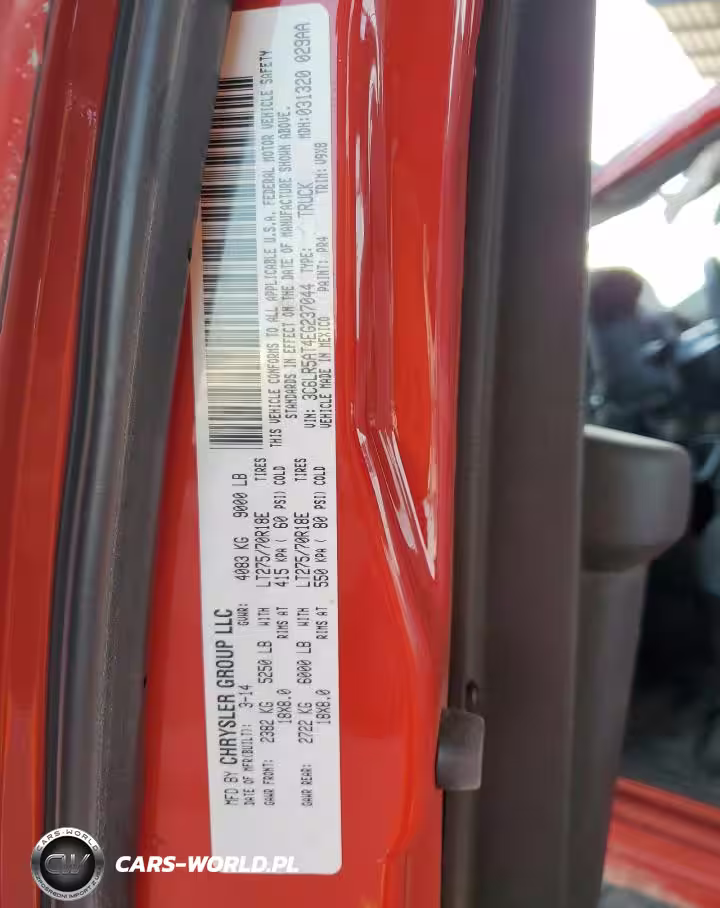 MFD BY CHRYSLER GROUP LLC
DATE OF MFR(BUILT): 3-14 GVWR: 4083 KG 9000 LB
GAWR FRONT: 2382 KG 5250 LB WITH LT275/70R18E TIRES
18X8.0 RIMS AT 415 KPA ( 60 PSI) COLD
GAWR REAR: 2722 KG 6000 LB WITH LT275/70R18E TIRES
18X8.0 RIMS AT 550 KPA ( 80 PSI) COLD
THIS VEHICLE CONFORMS TO ALL APPLICABLE U.S.A. FEDERAL MOTOR VEHICLE SAFETY
STANDARDS IN EFFECT ON THE DATE OF MANUFACTURE SHOWN ABOVE.
VIN: 3C6LR5AT4EG237044 TYPE: TRUCK MDH:031320 029AA
VEHICLE MADE IN MEXICO PAINT: PR4 TRIM: V9X8
CARS-WORLD
CW
CARS-WORLD.PL